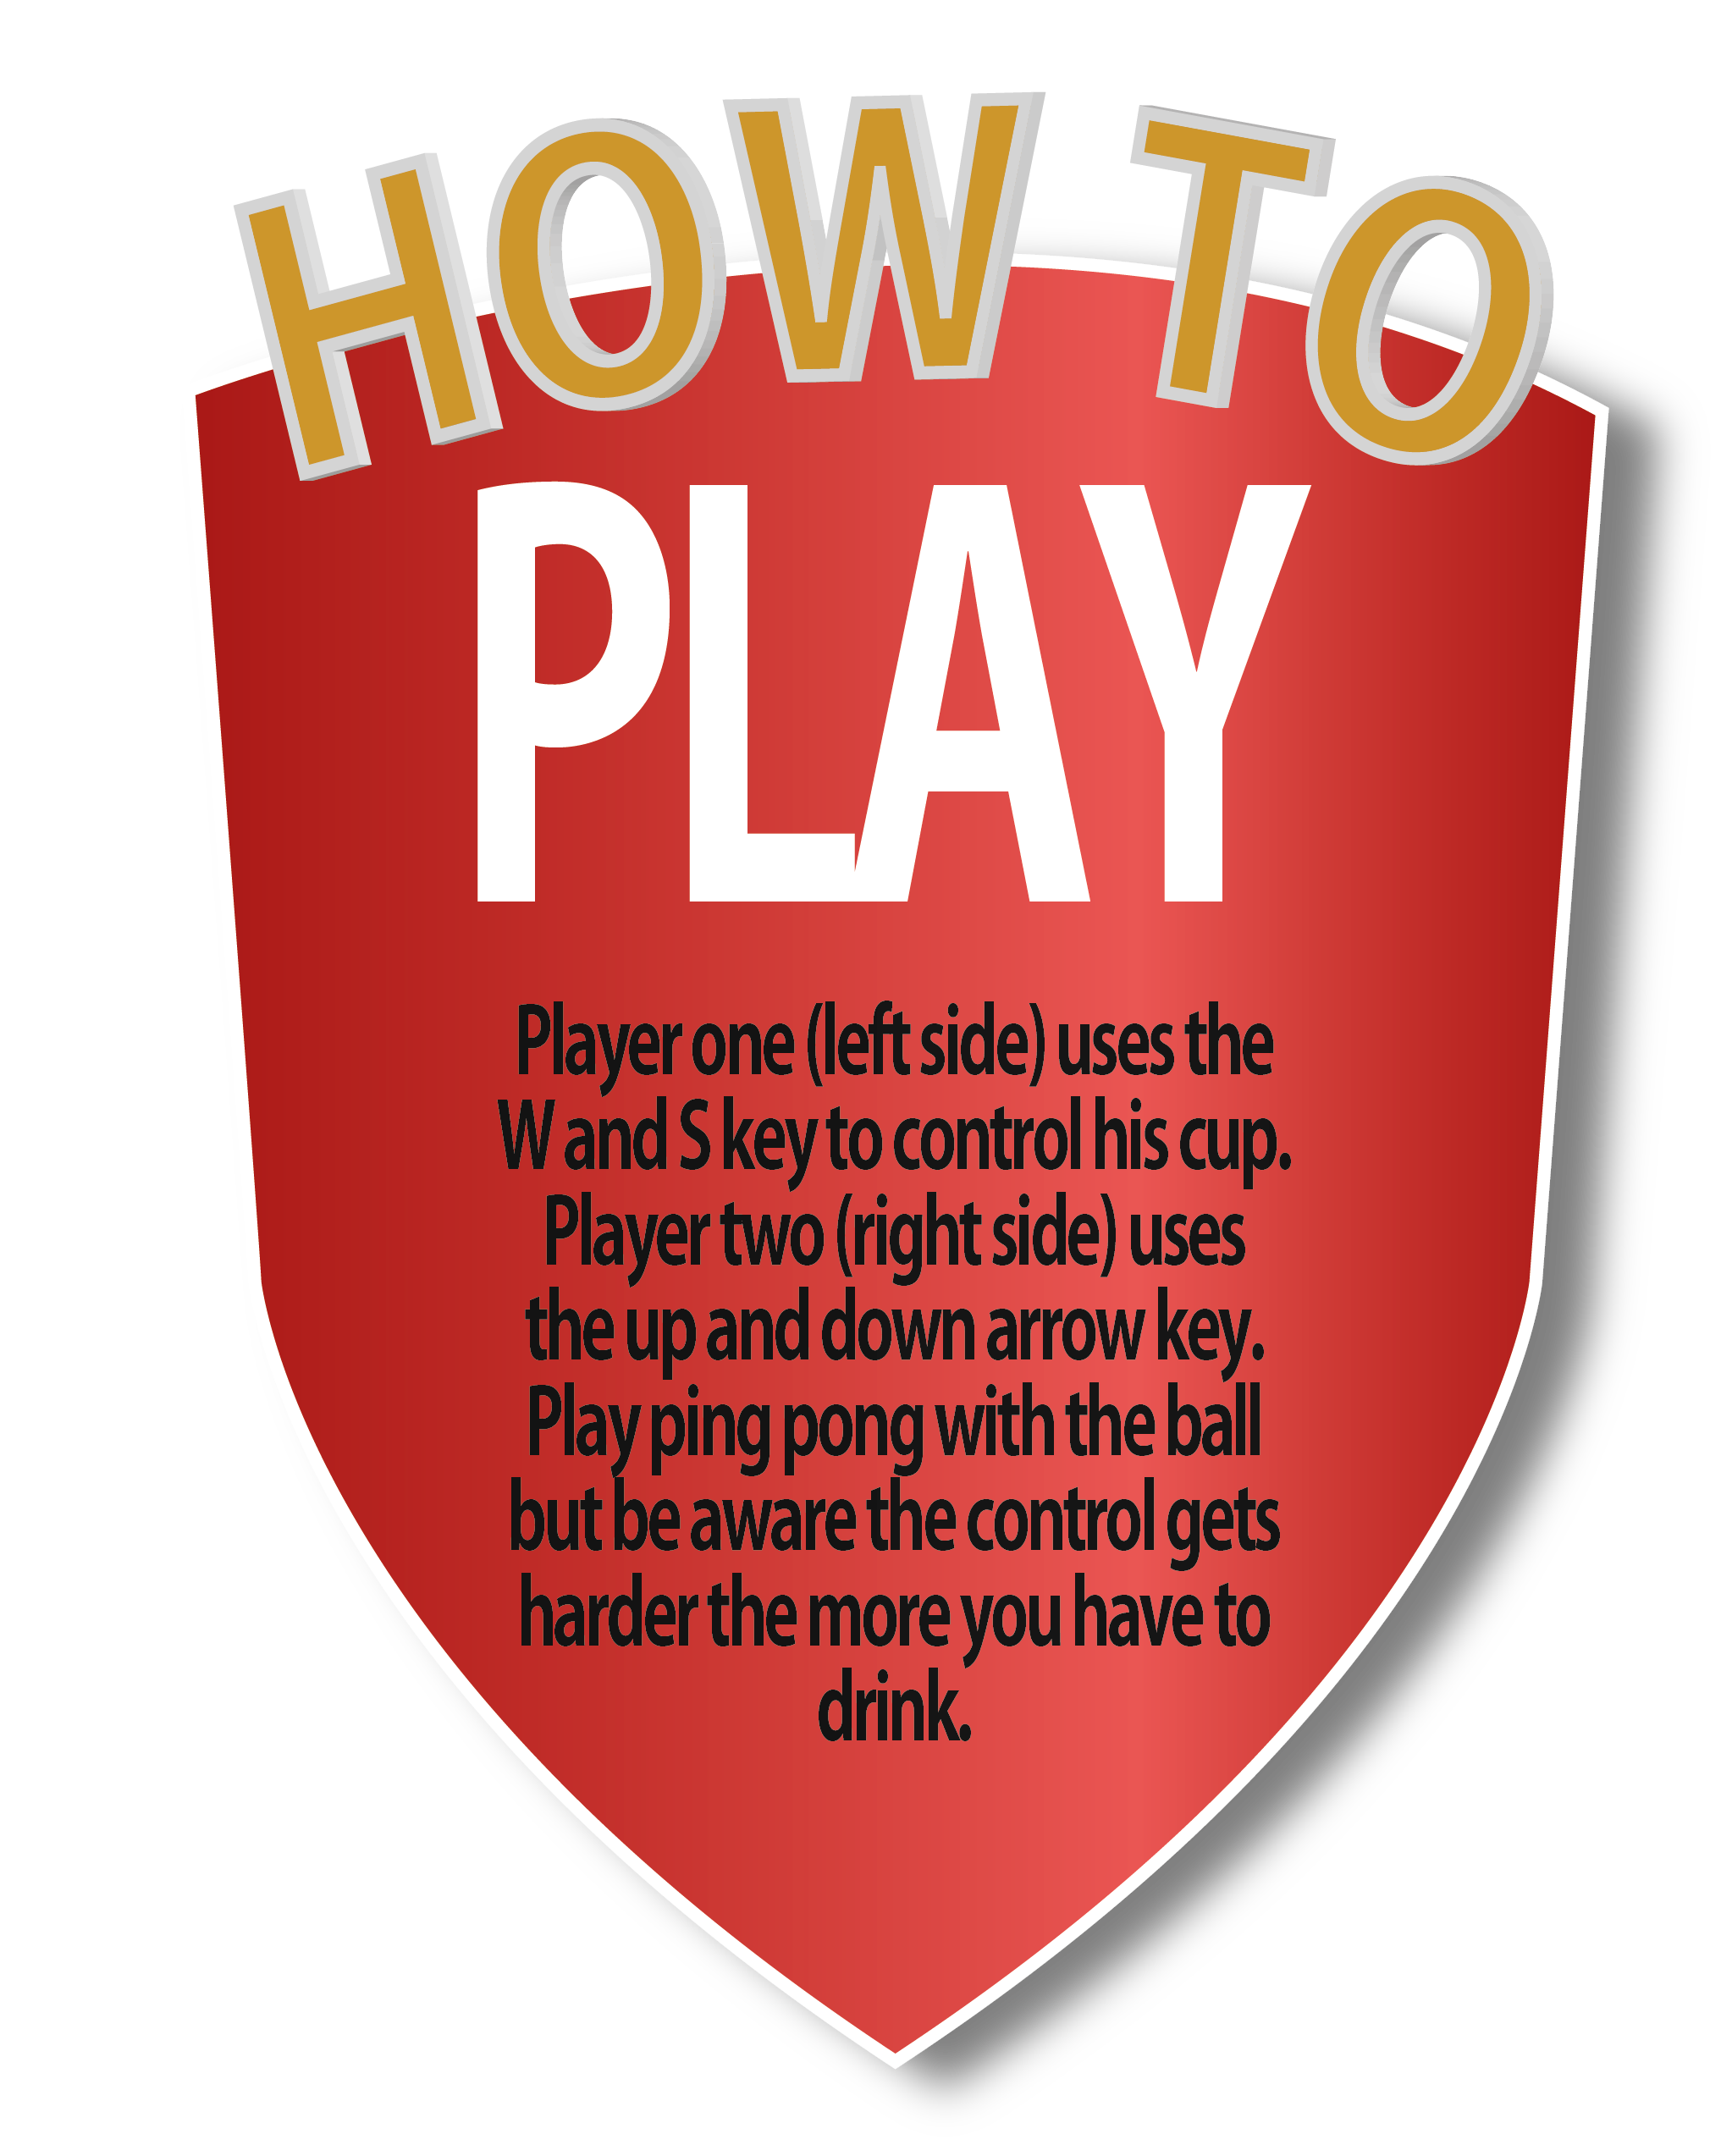 HOW TO
PLAY
Player one (left side) uses the
W and S key to control his cup.
Player two (right side) uses
the up and down arrow key.
Play ping pong with the ball
but be aware the control gets
harder the more you have to
drink.